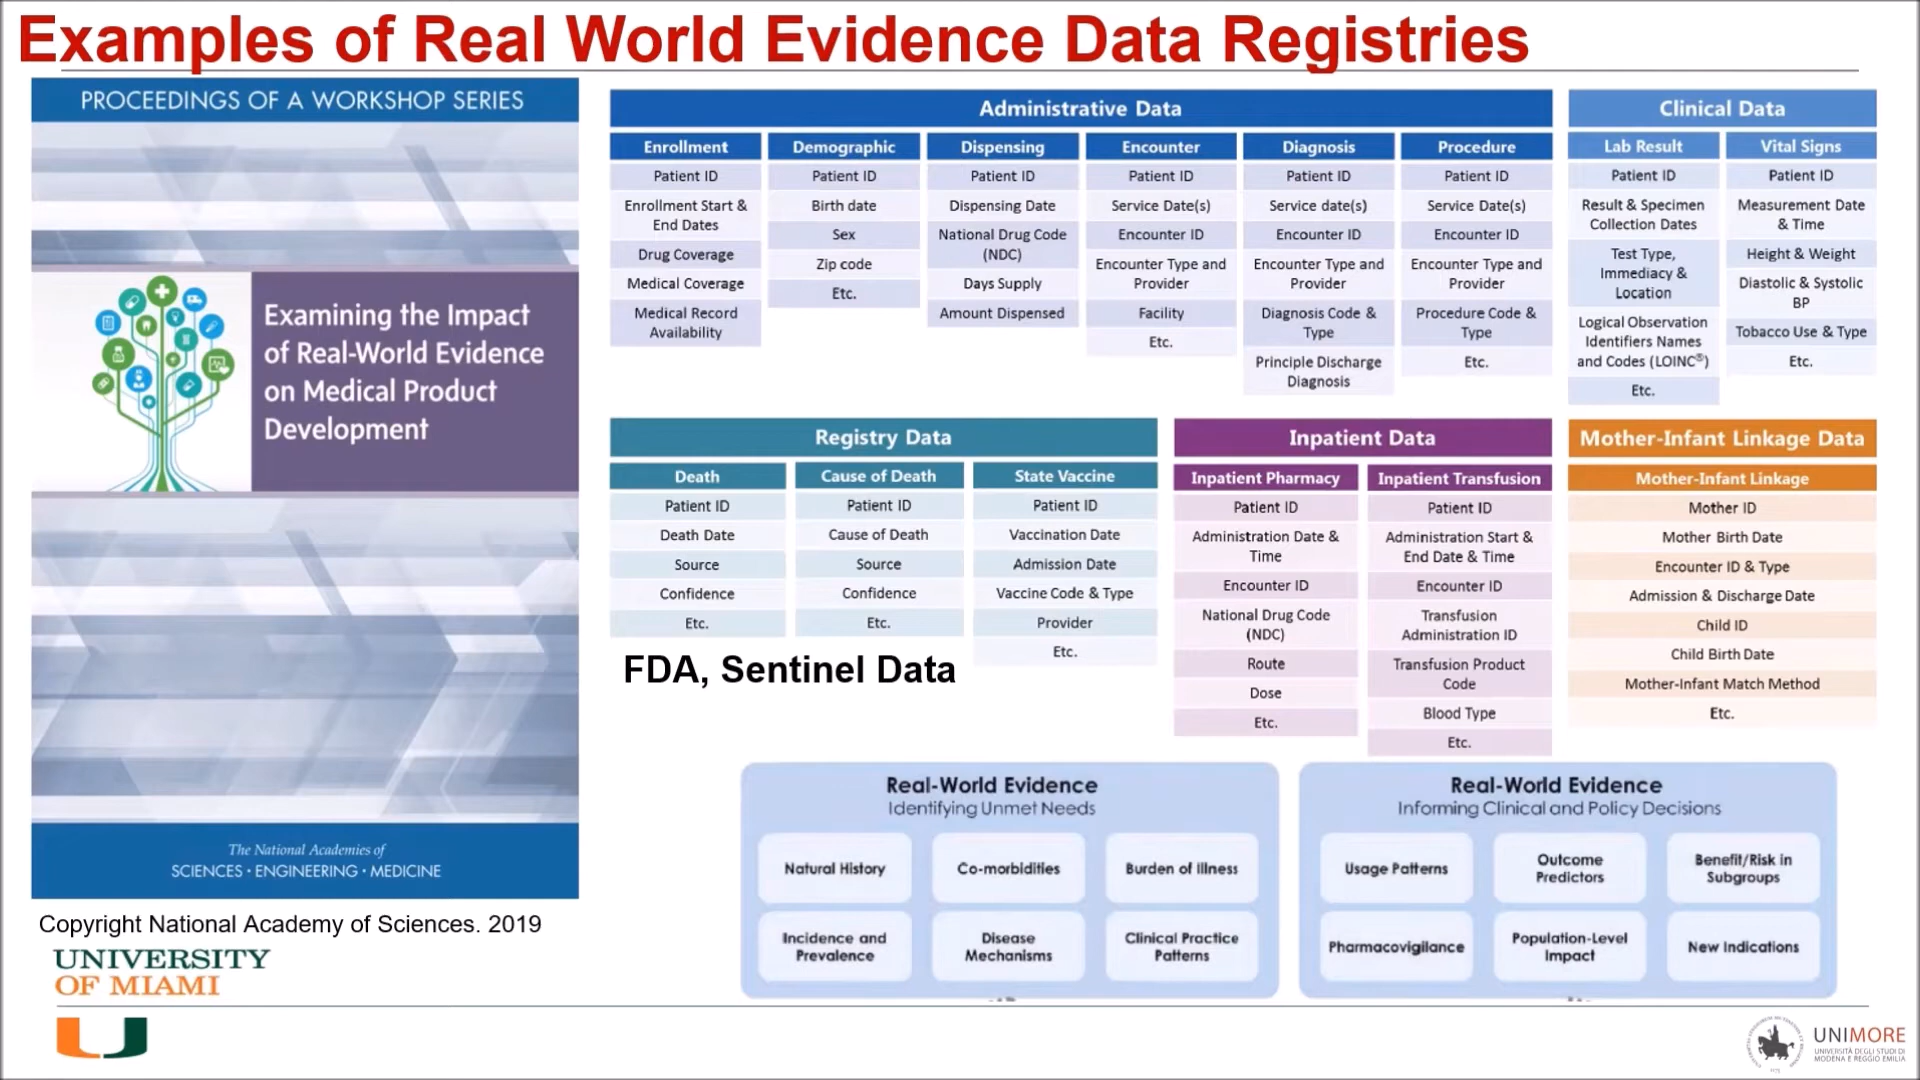 Examples of Real World Evidence Data Registries
PROCEEDINGS OF A WORKSHOP SERIES
Examining the Impact
of Real-World Evidence
on Medical Product
Development
The National Academies of
SCIENCES • ENGINEERING • MEDICINE
Copyright National Academy of Sciences. 2019
Administrative Data
Enrollment
Patient ID
Enrollment Start &
End Dates
Drug Coverage
Medical Coverage
Medical Record
Availability
Demographic
Patient ID
Birth date
Sex
Zip code
Etc.
Dispensing
Patient ID
Dispensing Date
National Drug Code
(NDC)
Days Supply
Amount Dispensed
Encounter
Patient ID
Service Date(s)
Encounter ID
Encounter Type and
Provider
Facility
Etc.
Diagnosis
Patient ID
Service date(s)
Encounter ID
Encounter Type and
Provider
Diagnosis Code &
Type
Principle Discharge
Diagnosis
Procedure
Patient ID
Service Date(s)
Encounter ID
Encounter Type and
Provider
Procedure Code &
Type
Etc.
Clinical Data
Lab Result
Patient ID
Result & Specimen
Collection Dates
Test Type,
Immediacy &
Location
Logical Observation
Identifiers Names
and Codes (LOINC®)
Etc.
Vital Signs
Patient ID
Measurement Date
& Time
Height & Weight
Diastolic & Systolic
BP
Tobacco Use & Type
Etc.
Registry Data
Death
Patient ID
Death Date
Source
Confidence
Etc.
Cause of Death
Patient ID
Cause of Death
Source
Confidence
Etc.
State Vaccine
Patient ID
Vaccination Date
Admission Date
Vaccine Code & Type
Provider
Etc.
FDA, Sentinel Data
Inpatient Data
Inpatient Pharmacy
Patient ID
Administration Date &
Time
Encounter ID
National Drug Code
(NDC)
Route
Dose
Etc.
Inpatient Transfusion
Patient ID
Administration Start &
End Date & Time
Encounter ID
Transfusion
Administration ID
Transfusion Product
Code
Blood Type
Etc.
Mother-Infant Linkage Data
Mother-Infant Linkage
Mother ID
Mother Birth Date
Encounter ID & Type
Admission & Discharge Date
Child ID
Child Birth Date
Mother-Infant Match Method
Etc.
Real-World Evidence
Identifying Unmet Needs
Natural History
Co-morbidities
Burden of Illness
Incidence and
Prevalence
Disease
Mechanisms
Clinical Practice
Patterns
Real-World Evidence
Informing Clinical and Policy Decisions
Usage Patterns
Outcome
Predictors
Benefit/Risk in
Subgroups
Pharmacovigilance
Population-Level
Impact
New Indications
UNIVERSITY
OF MIAMI
UNIMORE
UNIVERSITÀ DEGLI STUDI DI
MODENA E REGGIO EMILIA